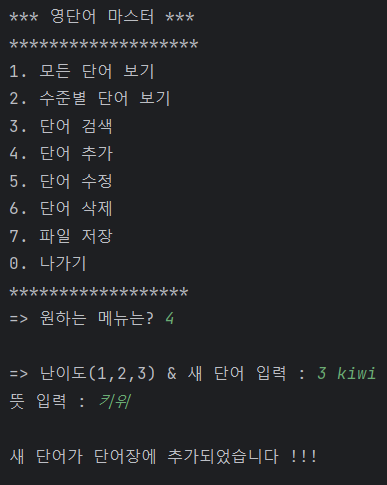 *** 영단어 마스터 ***
*******************
1. 모든 단어 보기
2. 수준별 단어 보기
3. 단어 검색
4. 단어 추가
5. 단어 수정
6. 단어 삭제
7. 파일 저장
0. 나가기
******************
=> 원하는 메뉴는? 4
=> 난이도(1,2,3) & 새 단어 입력 : 3 kiwi
뜻 입력 : 키위
새 단어가 단어장에 추가되었습니다 !!!